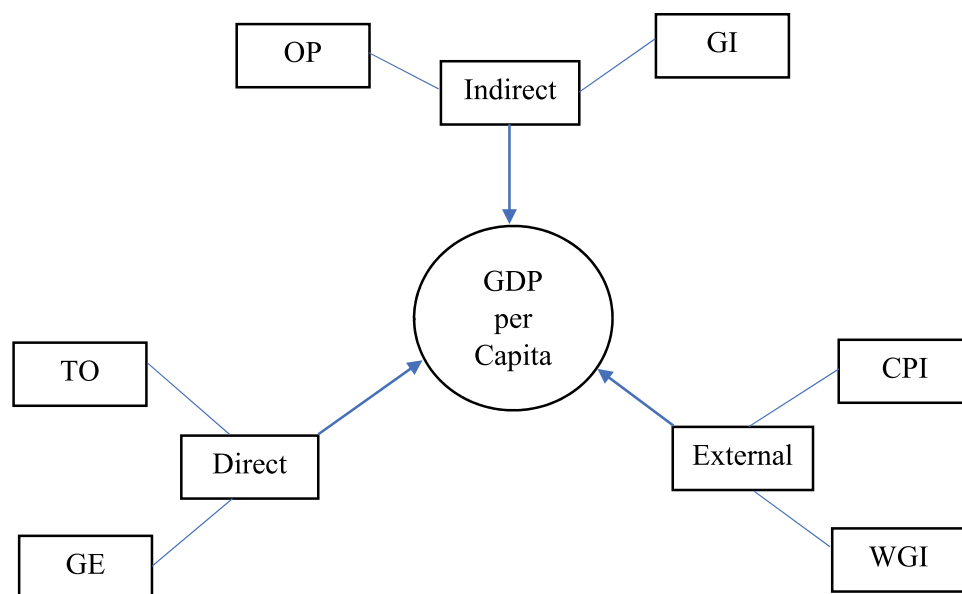 OP
GI
Indirect
GDP
per
Capita
TO
CPI
Direct
External
GE
WGI